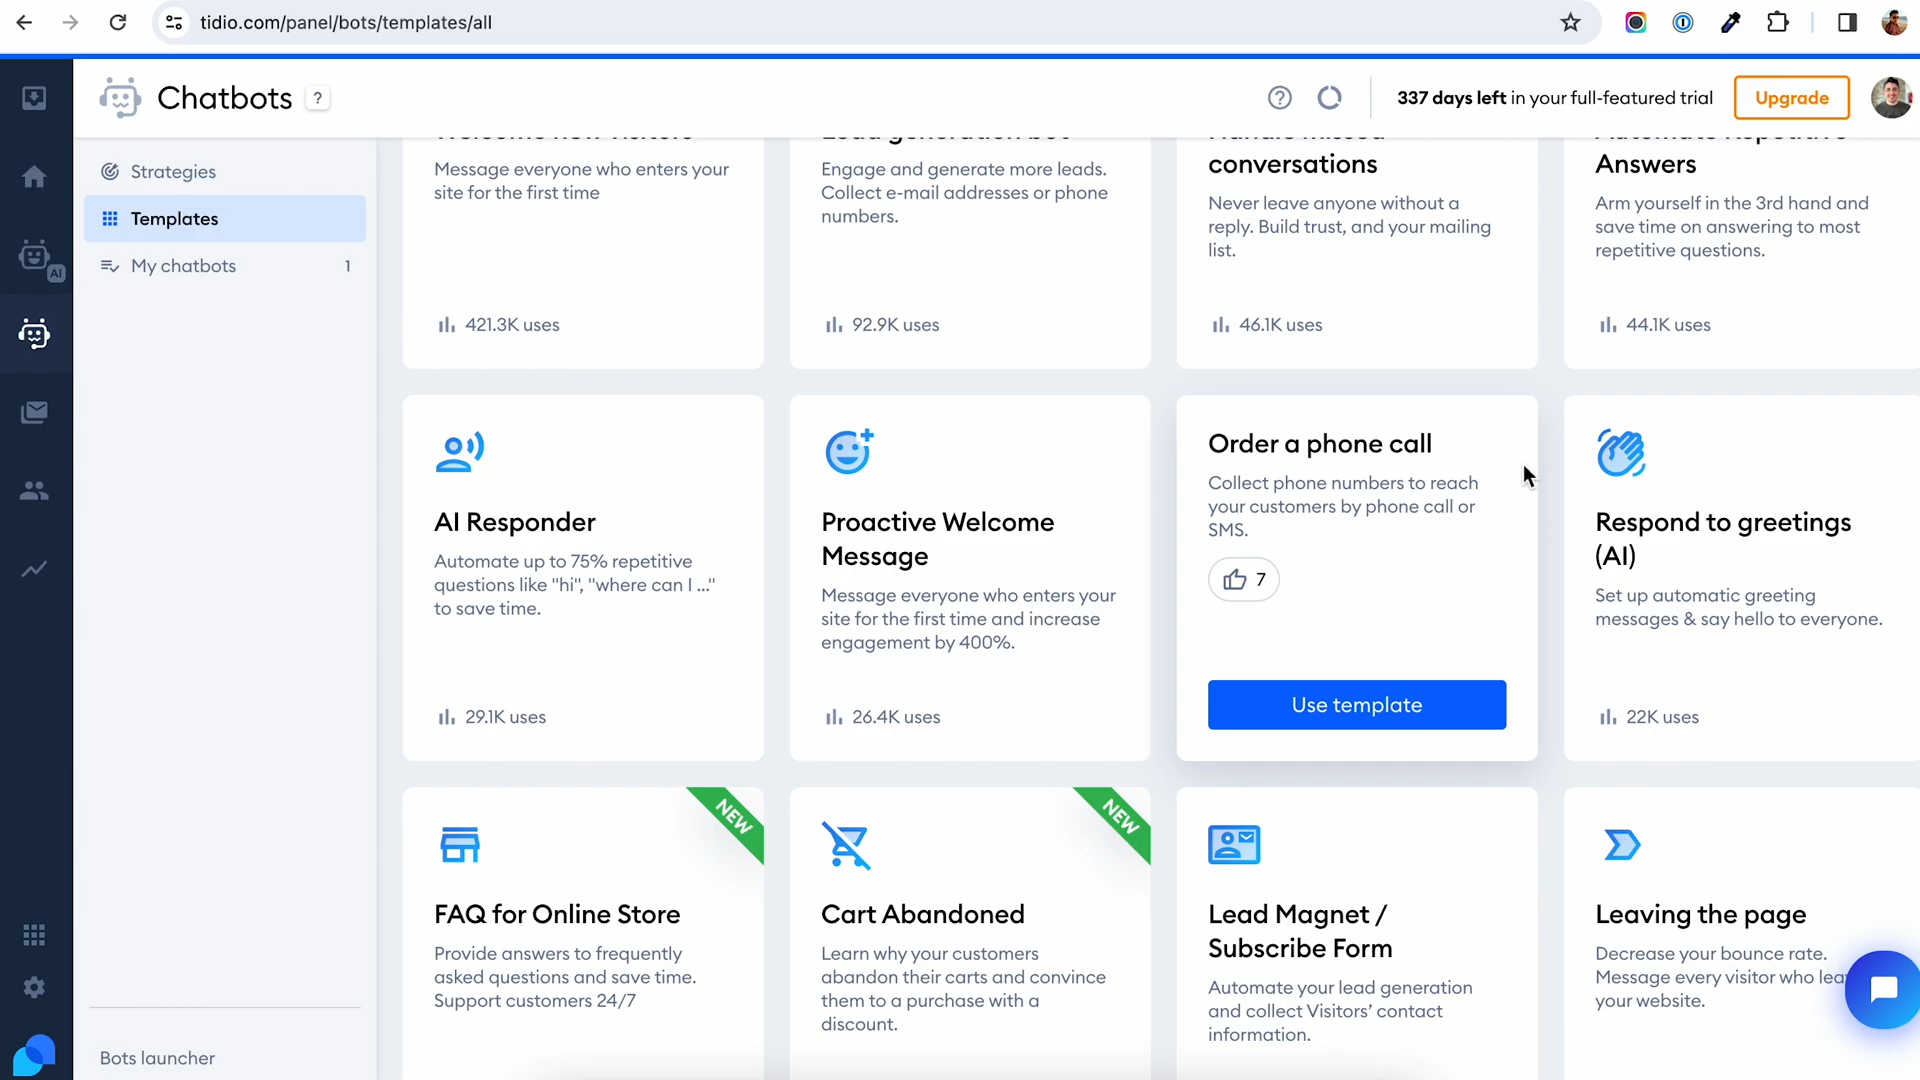 tidio.com/panel/bots/templates/all
Chatbots
?
337 days left in your full-featured trial
Upgrade
Strategies
Templates
My chatbots
1
Bots launcher
AI
Welcome new visitors
Message everyone who enters your
site for the first time
421.3K uses
Lead generation bot
Engage and generate more leads.
Collect e-mail addresses or phone
numbers.
92.9K uses
Handle missed
conversations
Never leave anyone without a
reply. Build trust, and your mailing
list.
46.1K uses
Automate Repetitive
Answers
Arm yourself in the 3rd hand and
save time on answering to most
repetitive questions.
44.1K uses
AI Responder
Automate up to 75% repetitive
questions like "hi", "where can I ..."
to save time.
29.1K uses
Proactive Welcome
Message
Message everyone who enters your
site for the first time and increase
engagement by 400%.
26.4K uses
Order a phone call
Collect phone numbers to reach
your customers by phone call or
SMS.
7
Use template
Respond to greetings
(AI)
Set up automatic greeting
messages & say hello to everyone.
22K uses
NEW
FAQ for Online Store
Provide answers to frequently
asked questions and save time.
Support customers 24/7
NEW
Cart Abandoned
Learn why your customers
abandon their carts and convince
them to a purchase with a
discount.
Lead Magnet /
Subscribe Form
Automate your lead generation
and collect Visitors’ contact
information.
Leaving the page
Decrease your bounce rate.
Message every visitor who lea
your website.